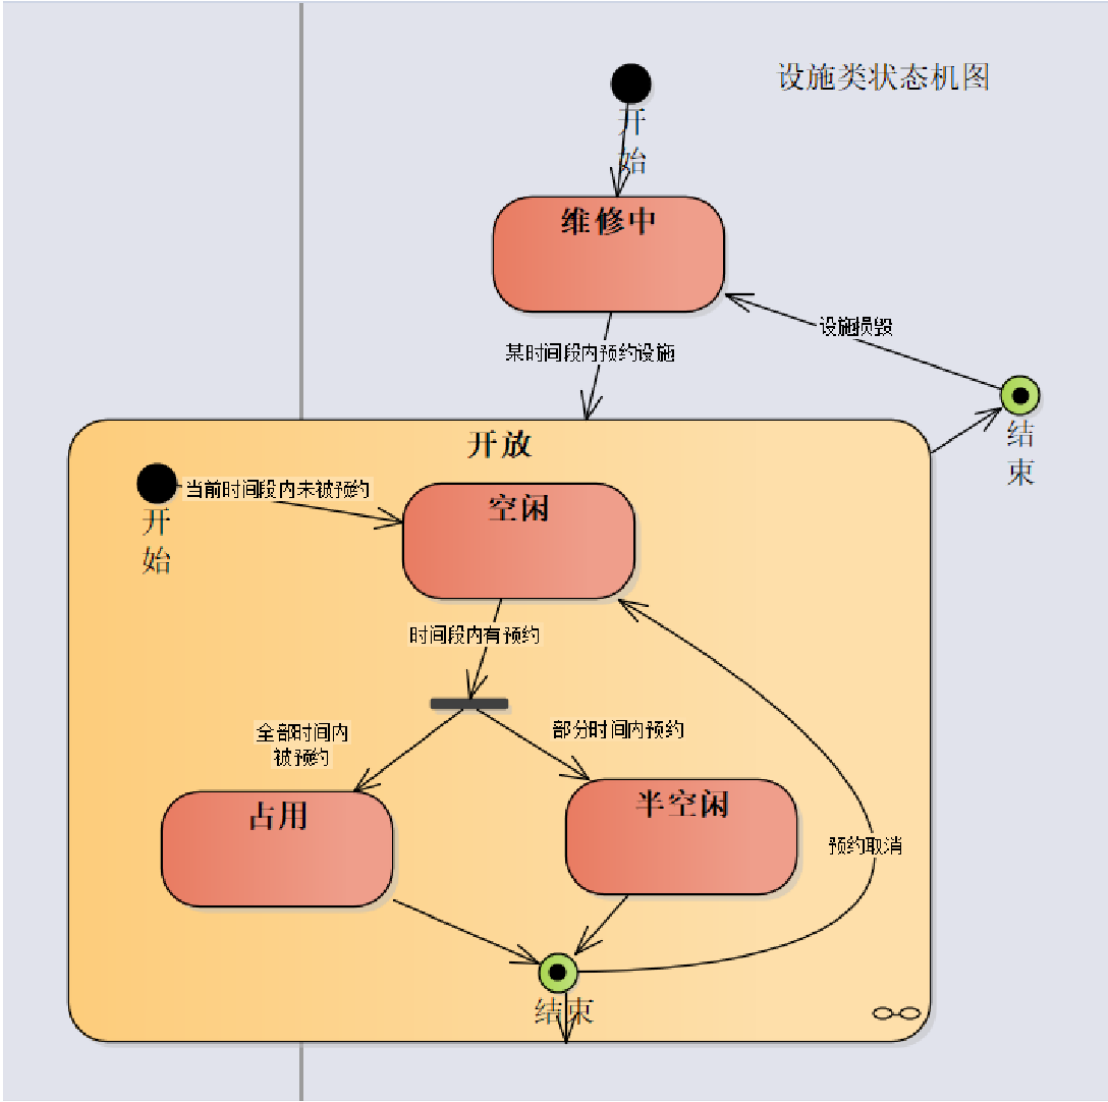 设施类状态机图
开
始
维修中
设施损毁
某时间段内预约设施
结
束
开放
当前时间段内未被预约
开
始
空闲
时间段内有预约
全部时间内
被预约
部分时间内预约
占用
半空闲
预约取消
结束